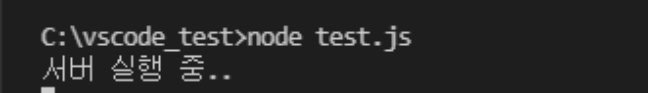 C:\vscode_test>node test.js
서버 실행 중..